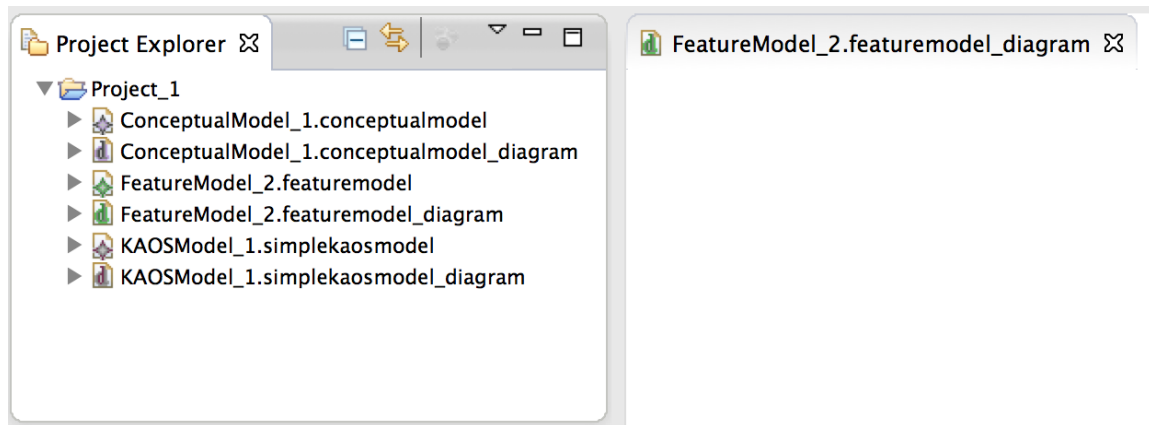 Project Explorer
Project_1
ConceptualModel_1.conceptualmodel
ConceptualModel_1.conceptualmodel_diagram
FeatureModel_2.featuremodel
FeatureModel_2.featuremodel_diagram
KAOSModel_1.simplekaosmodel
KAOSModel_1.simplekaosmodel_diagram
FeatureModel_2.featuremodel_diagram